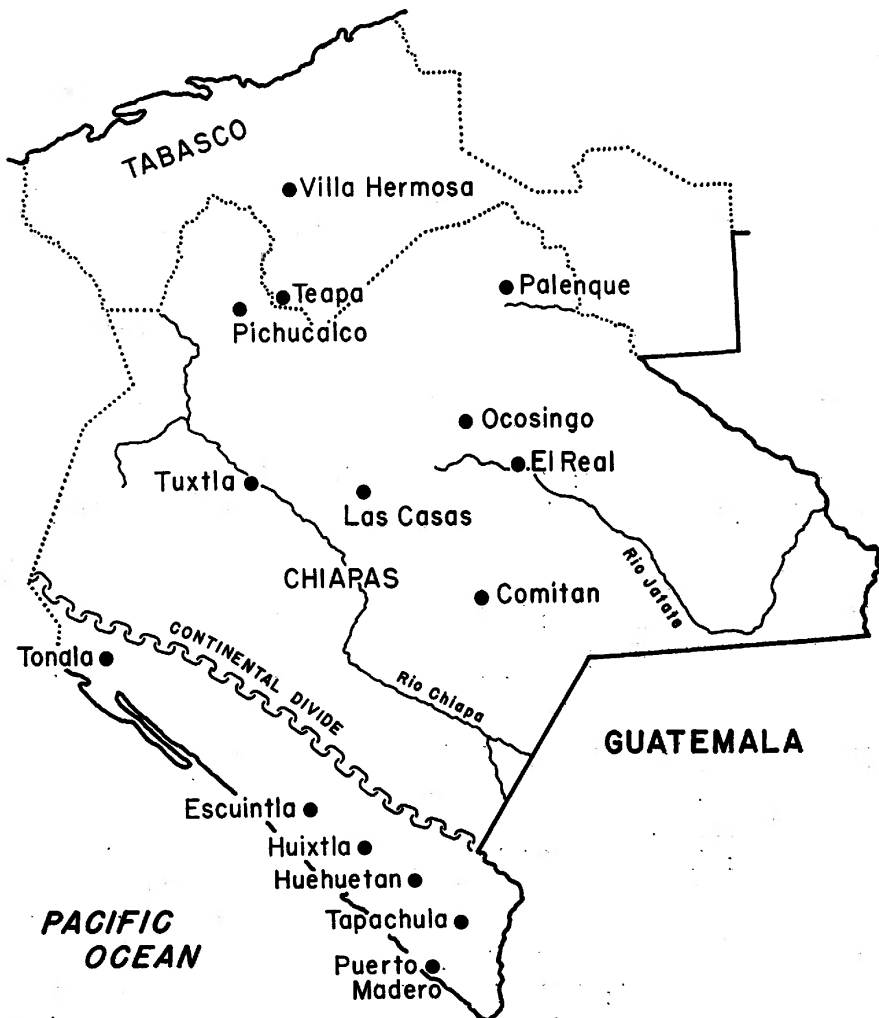 TABASCO
Villa Hermosa
Teapa
Palenque
Pichucalco
Ocosingo
El Real
Tuxtla
Las Casas
CHIAPAS
Rio Jatate
Comitan
CONTINENTAL DIVIDE
Tonala
Rio Chiapa
GUATEMALA
Escuintla
Huixtla
Huehuetan
PACIFIC
OCEAN
Tapachula
Puerto
Madero